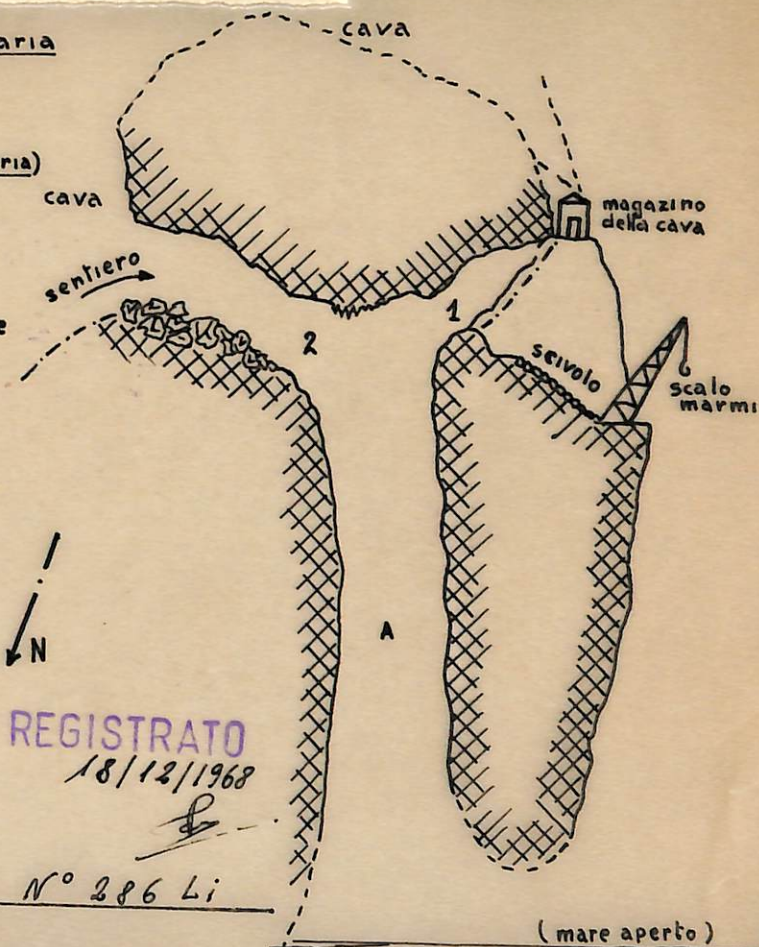 aria
cava
ria)
cava
magazino
della cava
sentiero
e
1
2
scivolo
scalo
marmi
A
N
REGISTRATO
18/12/1968
N° 286 Li
(mare aperto)